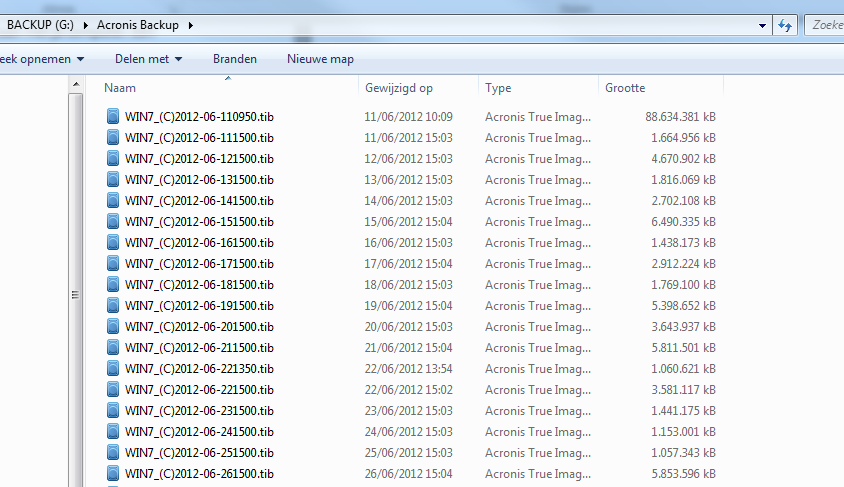 BACKUP (G:) Acronis Backup Zoeke
eek opnemen Delen met Branden Nieuwe map
Naam Gewijzigd op Type Grootte
WIN7_(C)2012-06-110950.tib 11/06/2012 10:09 Acronis True Imag... 88.634.381 kB
WIN7_(C)2012-06-111500.tib 11/06/2012 15:03 Acronis True Imag... 1.664.956 kB
WIN7_(C)2012-06-121500.tib 12/06/2012 15:03 Acronis True Imag... 4.670.902 kB
WIN7_(C)2012-06-131500.tib 13/06/2012 15:03 Acronis True Imag... 1.816.069 kB
WIN7_(C)2012-06-141500.tib 14/06/2012 15:03 Acronis True Imag... 2.702.108 kB
WIN7_(C)2012-06-151500.tib 15/06/2012 15:04 Acronis True Imag... 6.490.335 kB
WIN7_(C)2012-06-161500.tib 16/06/2012 15:03 Acronis True Imag... 1.438.173 kB
WIN7_(C)2012-06-171500.tib 17/06/2012 15:04 Acronis True Imag... 2.912.224 kB
WIN7_(C)2012-06-181500.tib 18/06/2012 15:03 Acronis True Imag... 1.769.100 kB
WIN7_(C)2012-06-191500.tib 19/06/2012 15:04 Acronis True Imag... 5.398.652 kB
WIN7_(C)2012-06-201500.tib 20/06/2012 15:03 Acronis True Imag... 3.643.937 kB
WIN7_(C)2012-06-211500.tib 21/06/2012 15:04 Acronis True Imag... 5.811.501 kB
WIN7_(C)2012-06-221350.tib 22/06/2012 13:54 Acronis True Imag... 1.060.621 kB
WIN7_(C)2012-06-221500.tib 22/06/2012 15:02 Acronis True Imag... 3.581.117 kB
WIN7_(C)2012-06-231500.tib 23/06/2012 15:03 Acronis True Imag... 1.441.175 kB
WIN7_(C)2012-06-241500.tib 24/06/2012 15:03 Acronis True Imag... 1.153.001 kB
WIN7_(C)2012-06-251500.tib 25/06/2012 15:03 Acronis True Imag... 1.057.343 kB
WIN7_(C)2012-06-261500.tib 26/06/2012 15:04 Acronis True Imag... 5.853.596 kB